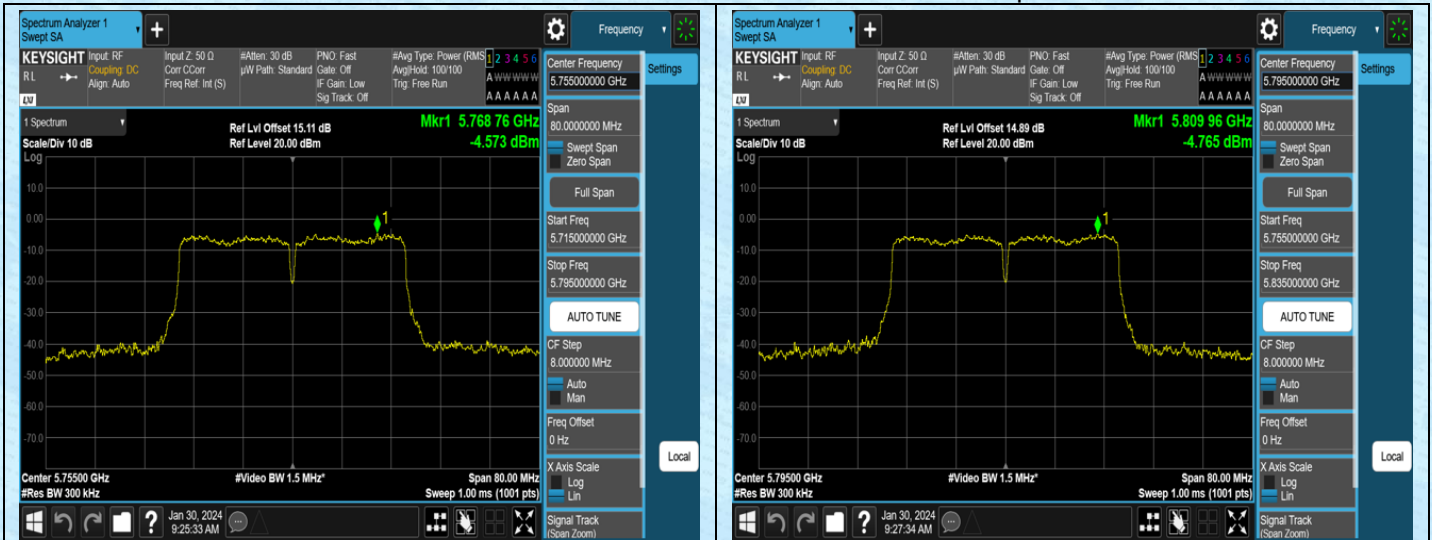 Spectrum Analyzer 1
Swept SA
Frequency
KEYSIGHT
RL
LXI
Input: RF
Coupling: DC
Align: Auto
Input Z: 50 Ω
Corr CCorr
Freq Ref: Int (S)
#Atten: 30 dB
µW Path: Standard
PNO: Fast
Gate: Off
IF Gain: Low
Sig Track: Off
#Avg Type: Power (RMS
Avg|Hold: 100/100
Trig: Free Run
1 2 3 4 5 6
A W W W W W
A A A A A A
1 Spectrum
Scale/Div 10 dB
Log
Ref Lvl Offset 15.11 dB
Ref Level 20.00 dBm
Mkr1 5.768 76 GHz
-4.573 dBm
10.0
0.00
-10.0
-20.0
-30.0
-40.0
-50.0
-60.0
-70.0
1
Center 5.75500 GHz
#Res BW 300 kHz
#Video BW 1.5 MHz*
Span 80.00 MHz
Sweep 1.00 ms (1001 pts)
Jan 30, 2024
9:25:33 AM
Center Frequency
5.755000000 GHz
Settings
Span
80.0000000 MHz
Swept Span
Zero Span
Full Span
Start Freq
5.715000000 GHz
Stop Freq
5.795000000 GHz
AUTO TUNE
CF Step
8.000000 MHz
Auto
Man
Freq Offset
0 Hz
Local
X Axis Scale
Log
Lin
Signal Track
(Span Zoom)
Spectrum Analyzer 1
Swept SA
Frequency
KEYSIGHT
RL
LXI
Input: RF
Coupling: DC
Align: Auto
Input Z: 50 Ω
Corr CCorr
Freq Ref: Int (S)
#Atten: 30 dB
µW Path: Standard
PNO: Fast
Gate: Off
IF Gain: Low
Sig Track: Off
#Avg Type: Power (RMS
Avg|Hold: 100/100
Trig: Free Run
1 2 3 4 5 6
A W W W W W
A A A A A A
1 Spectrum
Scale/Div 10 dB
Log
Ref Lvl Offset 14.89 dB
Ref Level 20.00 dBm
Mkr1 5.809 96 GHz
-4.765 dBm
10.0
0.00
-10.0
-20.0
-30.0
-40.0
-50.0
-60.0
-70.0
1
Center 5.79500 GHz
#Res BW 300 kHz
#Video BW 1.5 MHz*
Span 80.00 MHz
Sweep 1.00 ms (1001 pts)
Jan 30, 2024
9:27:34 AM
Center Frequency
5.795000000 GHz
Settings
Span
80.0000000 MHz
Swept Span
Zero Span
Full Span
Start Freq
5.755000000 GHz
Stop Freq
5.835000000 GHz
AUTO TUNE
CF Step
8.000000 MHz
Auto
Man
Freq Offset
0 Hz
Local
X Axis Scale
Log
Lin
Signal Track
(Span Zoom)